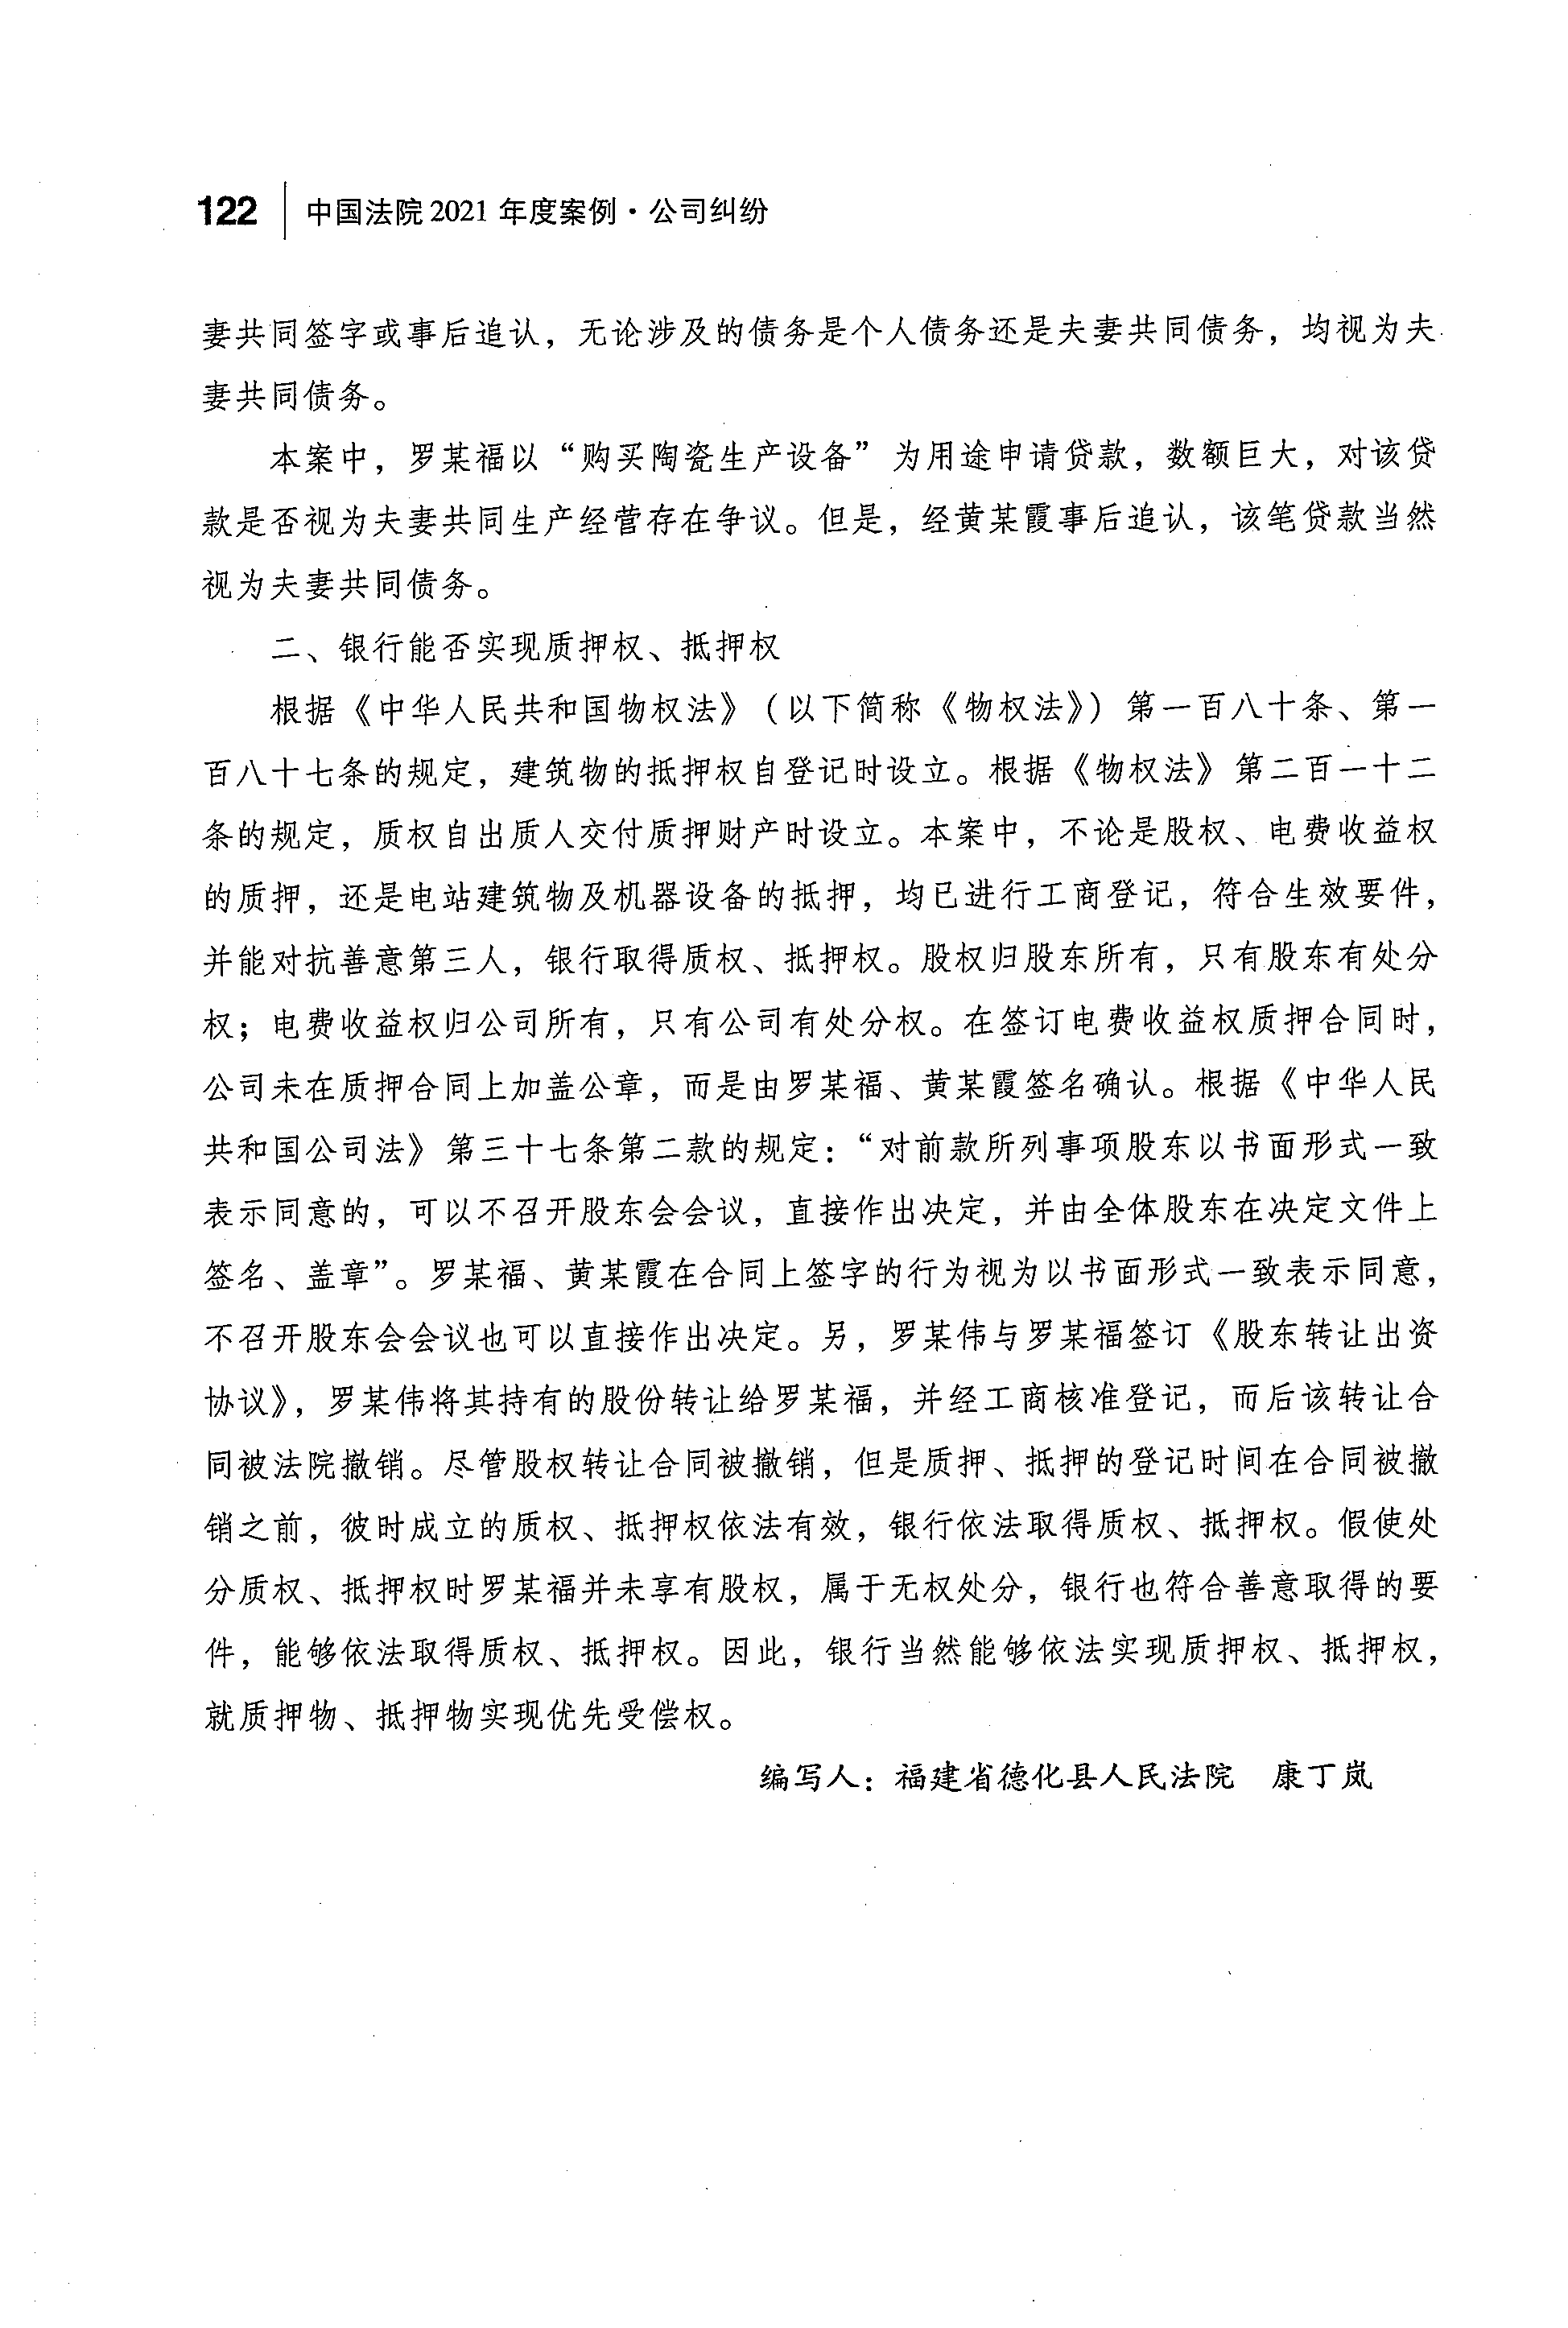 122 中国法院2021年度案例·公司纠纷
妻共同签字或事后追认，无论涉及的债务是个人债务还是夫妻共同债务，均视为夫
妻共同债务。
本案中，罗某福以“购买陶瓷生产设备”为用途申请贷款，数额巨大，对该贷
款是否视为夫妻共同生产经营存在争议。但是，经黄某霞事后追认，该笔贷款当然
视为夫妻共同债务。
二、银行能否实现质押权、抵押权
根据《中华人民共和国物权法》（以下简称《物权法》）第一百八十条、第一
百八十七条的规定，建筑物的抵押权自登记时设立。根据《物权法》第二百一十二
条的规定，质权自出质人交付质押财产时设立。本案中，不论是股权、电费收益权
的质押，还是电站建筑物及机器设备的抵押，均已进行工商登记，符合生效要件，
并能对抗善意第三人，银行取得质权、抵押权。股权归股东所有，只有股东有处分
权；电费收益权归公司所有，只有公司有处分权。在签订电费收益权质押合同时，
公司未在质押合同上加盖公章，而是由罗某福、黄某霞签名确认。根据《中华人民
共和国公司法》第三十七条第二款的规定：“对前款所列事项股东以书面形式一致
表示同意的，可以不召开股东会会议，直接作出决定，并由全体股东在决定文件上
签名、盖章”。罗某福、黄某霞在合同上签字的行为视为以书面形式一致表示同意，
不召开股东会会议也可以直接作出决定。另，罗某伟与罗某福签订《股东转让出资
协议》，罗某伟将其持有的股份转让给罗某福，并经工商核准登记，而后该转让合
同被法院撤销。尽管股权转让合同被撤销，但是质押、抵押的登记时间在合同被撤
销之前，彼时成立的质权、抵押权依法有效，银行依法取得质权、抵押权。假使处
分质权、抵押权时罗某福并未享有股权，属于无权处分，银行也符合善意取得的要
件，能够依法取得质权、抵押权。因此，银行当然能够依法实现质押权、抵押权，
就质押物、抵押物实现优先受偿权。
编写人：福建省德化县人民法院　康丁岚